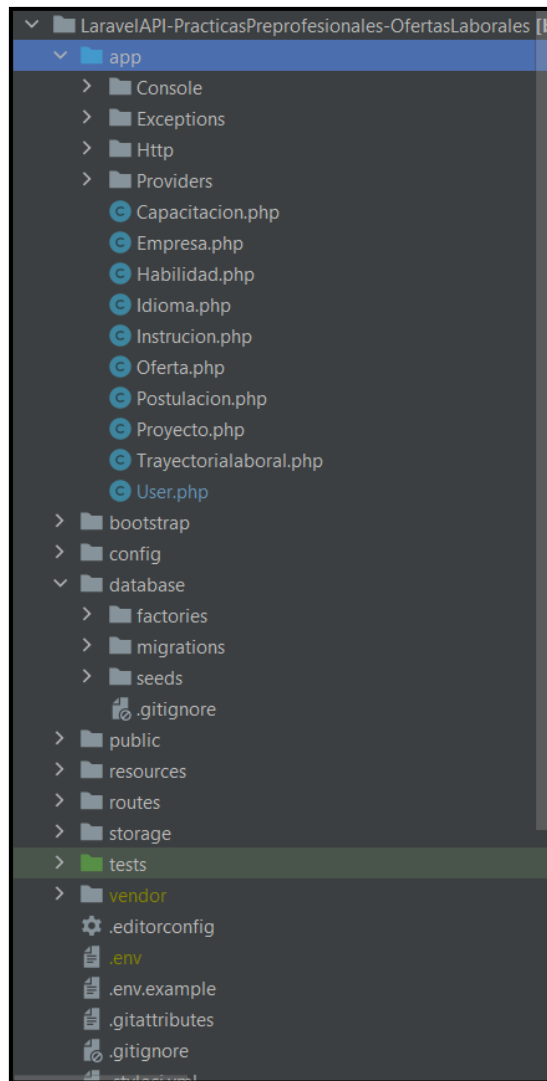 LaravelAPI-PracticasPreprofesionales-OfertasLaborales [b
app
Console
Exceptions
Http
Providers
Capacitacion.php
Empresa.php
Habilidad.php
Idioma.php
Instrucion.php
Oferta.php
Postulacion.php
Proyecto.php
Trayectorialaboral.php
User.php
bootstrap
config
database
factories
migrations
seeds
.gitignore
public
resources
routes
storage
tests
vendor
.editorconfig
.env
.env.example
.gitattributes
.gitignore
.styleci.yml